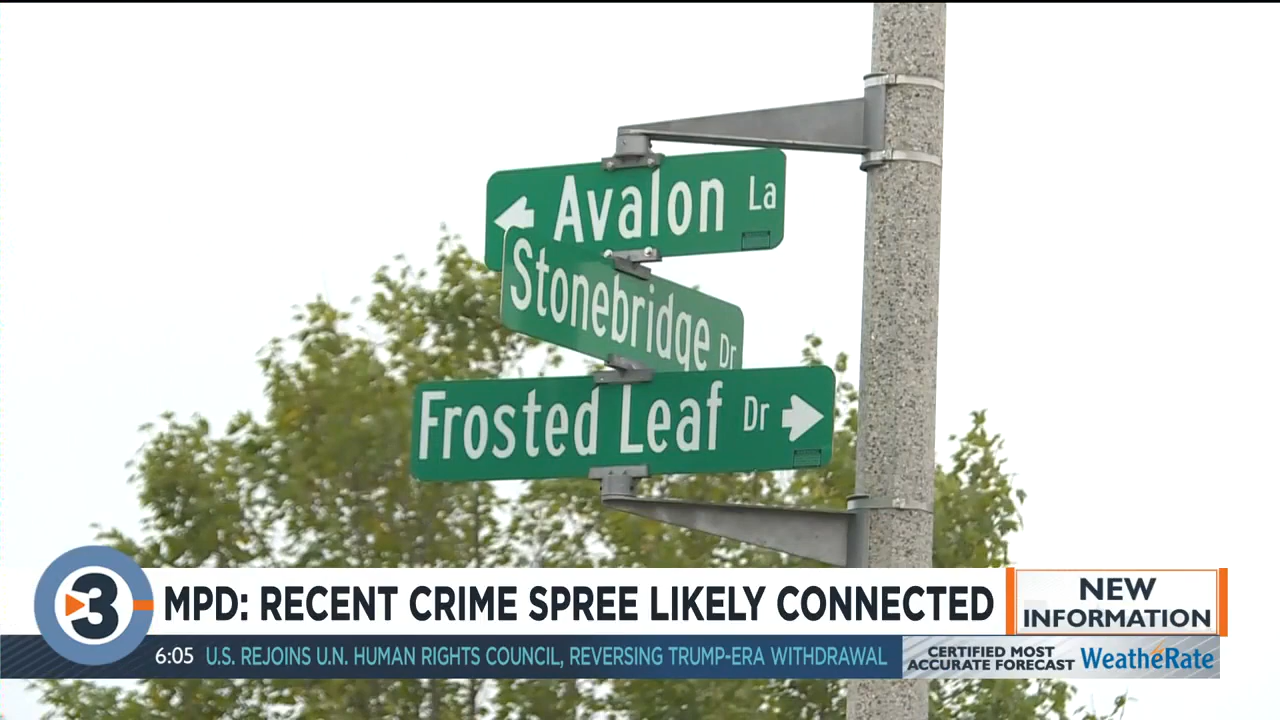 Avalon La
Stonebridge Dr
Frosted Leaf Dr
3
MPD: RECENT CRIME SPREE LIKELY CONNECTED
NEW
INFORMATION
6:05 U.S. REJOINS U.N. HUMAN RIGHTS COUNCIL, REVERSING TRUMP-ERA WITHDRAWAL
CERTIFIED MOST
ACCURATE FORECAST
WeatheRate